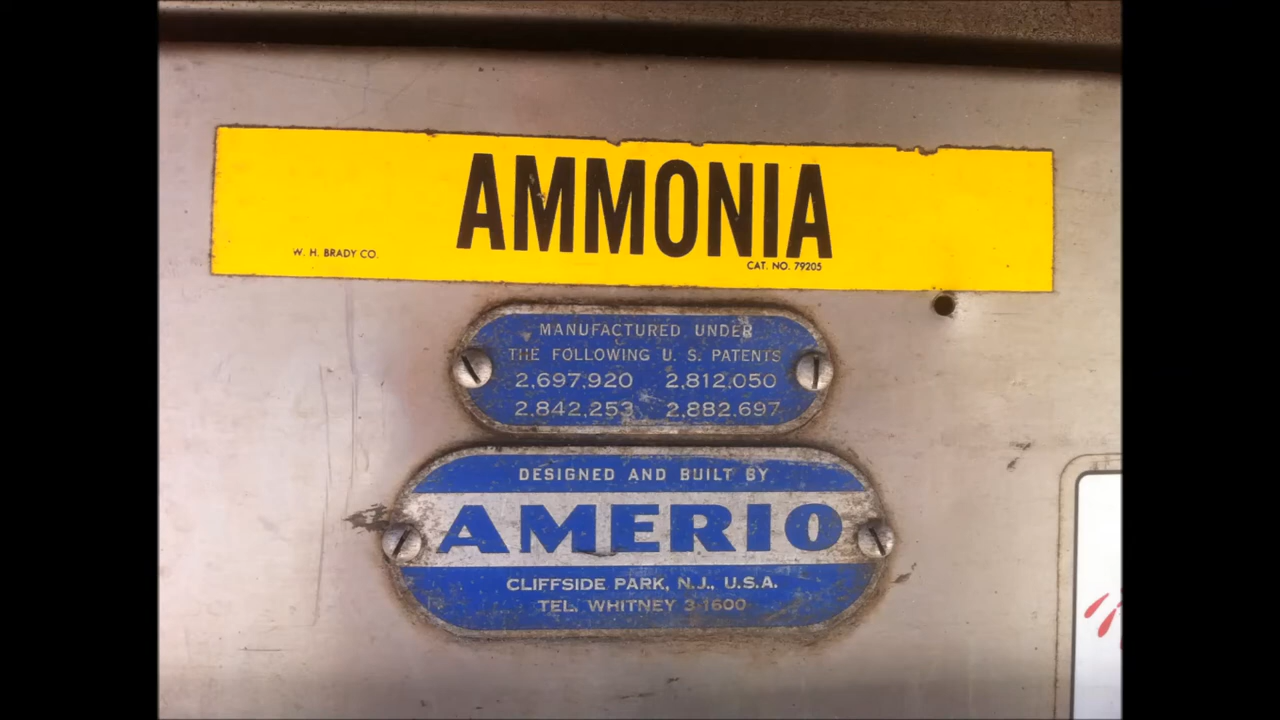 AMMONIA
W. H. BRADY CO.
CAT. NO. 79205
MANUFACTURED UNDER
THE FOLLOWING U. S. PATENTS
2,697,920 2,812,050
2,842,253 2,882,697
DESIGNED AND BUILT BY
AMERIO
CLIFFSIDE PARK, N.J., U.S.A.
TEL. WHITNEY 3-1600